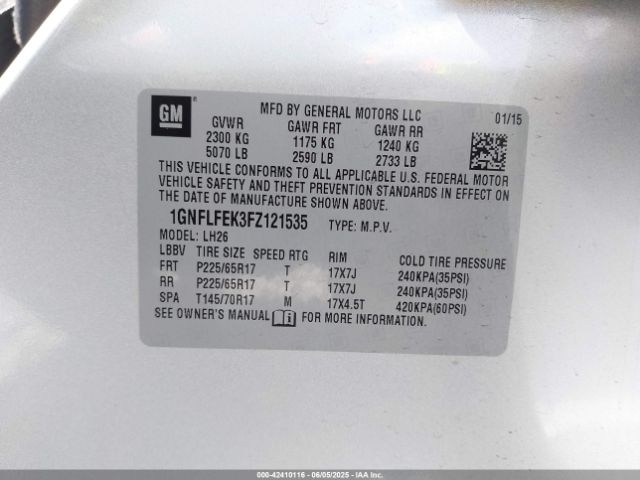 GM ®
MFD BY GENERAL MOTORS LLC 01/15
GVWR GAWR FRT GAWR RR
2300 KG 1175 KG 1240 KG
5070 LB 2590 LB 2733 LB
THIS VEHICLE CONFORMS TO ALL APPLICABLE U.S. FEDERAL MOTOR
VEHICLE SAFETY AND THEFT PREVENTION STANDARDS IN EFFECT ON
THE DATE OF MANUFACTURE SHOWN ABOVE.
1GNFLFEK3FZ121535 TYPE: M.P.V.
MODEL: LH26
LBBV TIRE SIZE SPEED RTG RIM COLD TIRE PRESSURE
FRT P225/65R17 T 17X7J 240KPA(35PSI)
RR P225/65R17 T 17X7J 240KPA(35PSI)
SPA T145/70R17 M 17X4.5T 420KPA(60PSI)
SEE OWNER'S MANUAL FOR MORE INFORMATION.
000-42410116 - 06/05/2025 - IAAI, Inc.